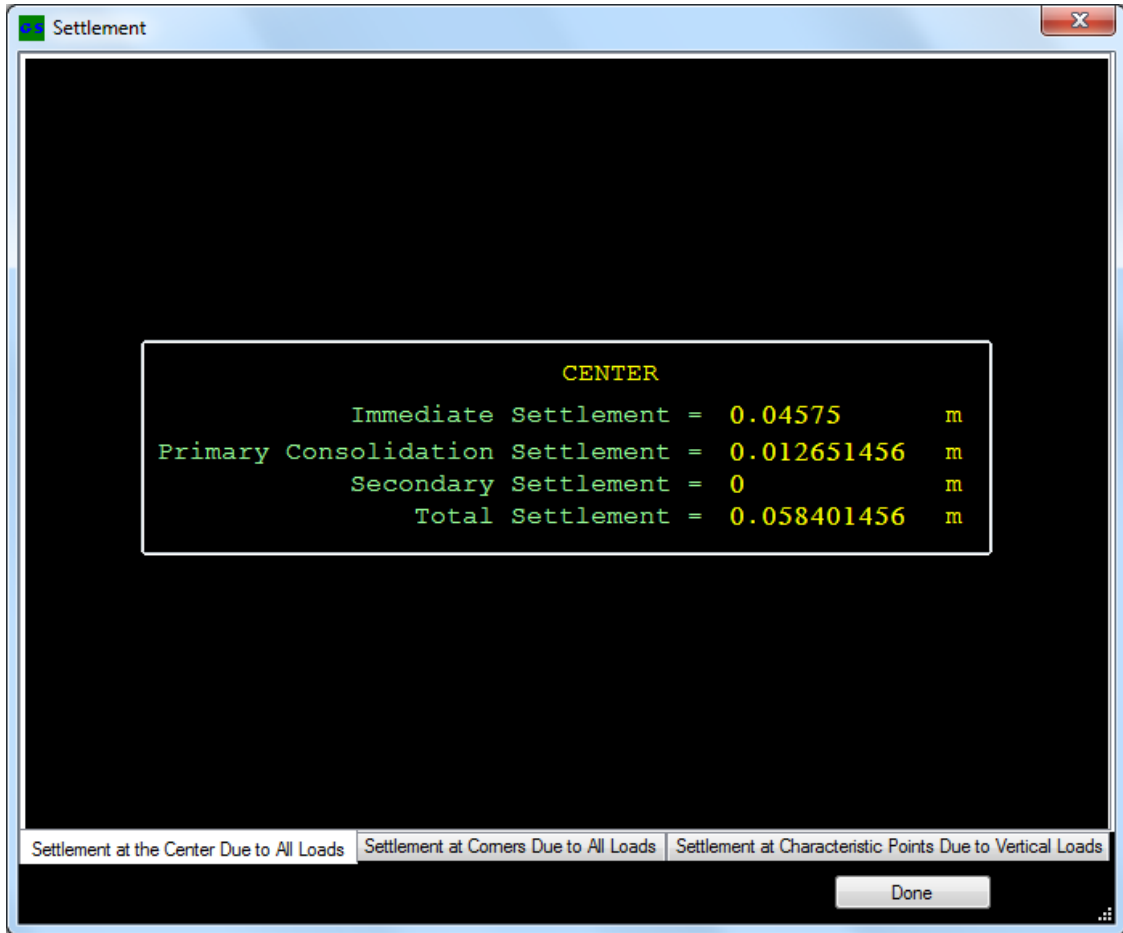 GS Settlement X
CENTER
Immediate Settlement = 0.04575 m
Primary Consolidation Settlement = 0.012651456 m
Secondary Settlement = 0 m
Total Settlement = 0.058401456 m
Settlement at the Center Due to All Loads Settlement at Corners Due to All Loads Settlement at Characteristic Points Due to Vertical Loads
Done